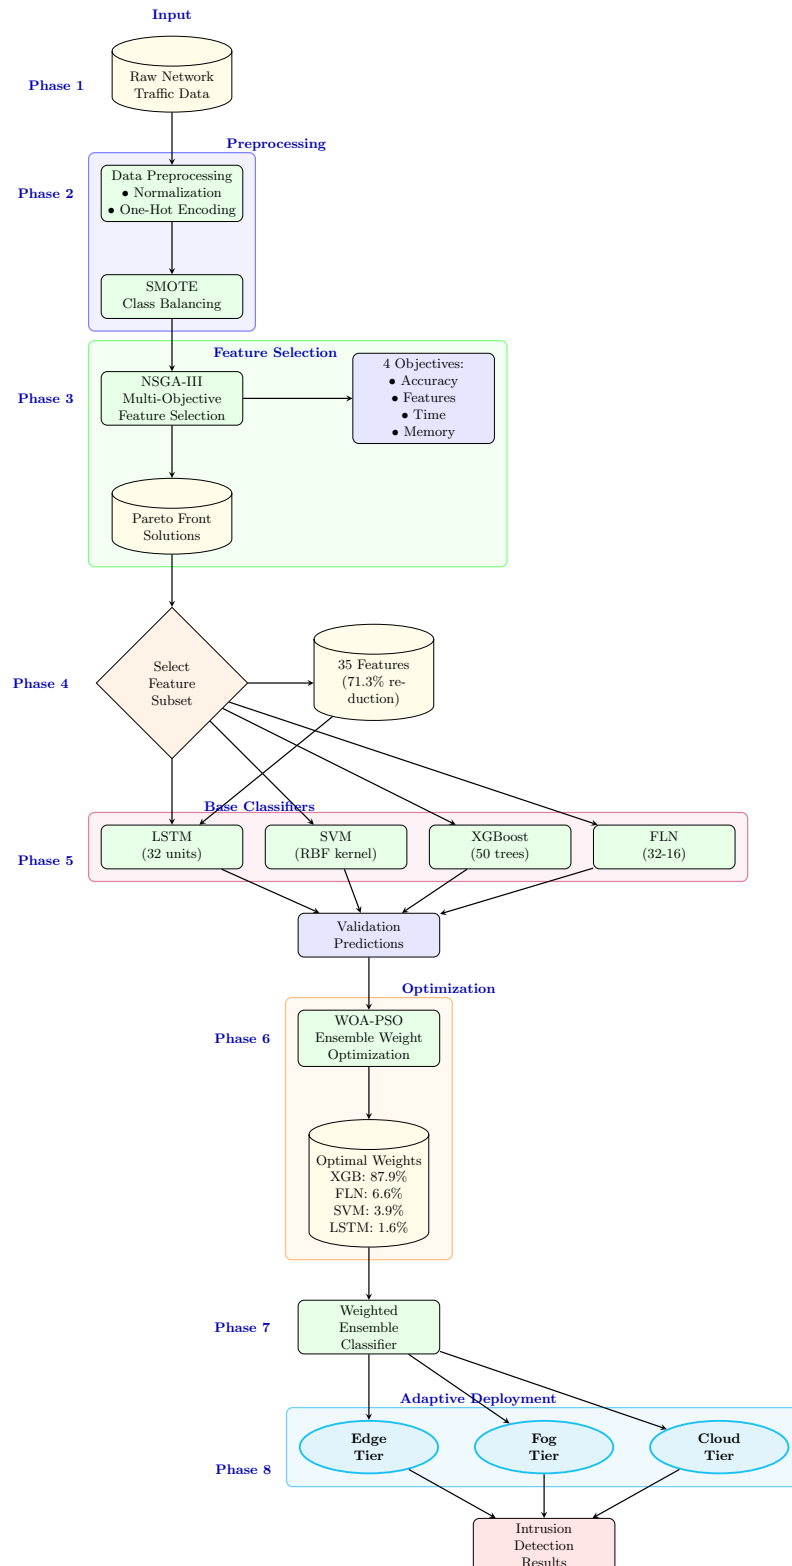 Input
Phase 1
Raw Network
Traffic Data
Preprocessing
Phase 2
Data Preprocessing
• Normalization
• One-Hot Encoding
SMOTE
Class Balancing
Feature Selection
Phase 3
NSGA-III
Multi-Objective
Feature Selection
4 Objectives:
• Accuracy
• Features
• Time
• Memory
Pareto Front
Solutions
Phase 4
Select
Feature
Subset
35 Features
(71.3% re-
duction)
Base Classifiers
Phase 5
LSTM
(32 units)
SVM
(RBF kernel)
XGBoost
(50 trees)
FLN
(32-16)
Validation
Predictions
Optimization
Phase 6
WOA-PSO
Ensemble Weight
Optimization
Optimal Weights
XGB: 87.9%
FLN: 6.6%
SVM: 3.9%
LSTM: 1.6%
Phase 7
Weighted
Ensemble
Classifier
Adaptive Deployment
Phase 8
Edge
Tier
Fog
Tier
Cloud
Tier
Intrusion
Detection
Results